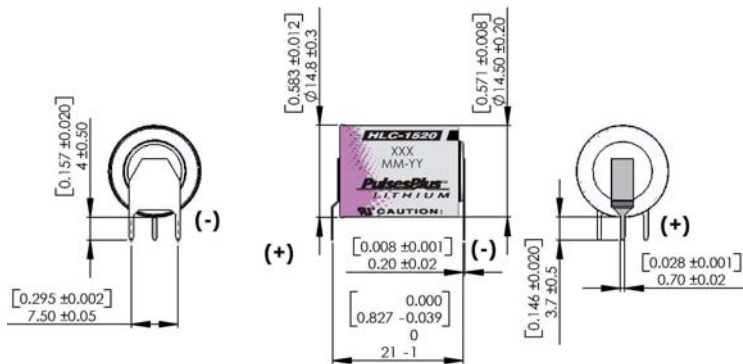 [0.157 ±0.020]
4 ±0.50
(-)
[0.295 ±0.002]
7.50 ±0.05
[0.583 ±0.012]
Ø14.8 ±0.3
[0.571 ±0.008]
Ø14.50 ±0.20
HLC-1520
XXX
MM-YY
PulsesPlus™
LITHIUM
CAUTION:
(+)
(-)
[0.008 ±0.001]
0.20 ±0.02
0.000
[0.827 -0.039]
0
21 -1
(+)
[0.146 ±0.020]
3.7 ±0.5
[0.028 ±0.001]
0.70 ±0.02